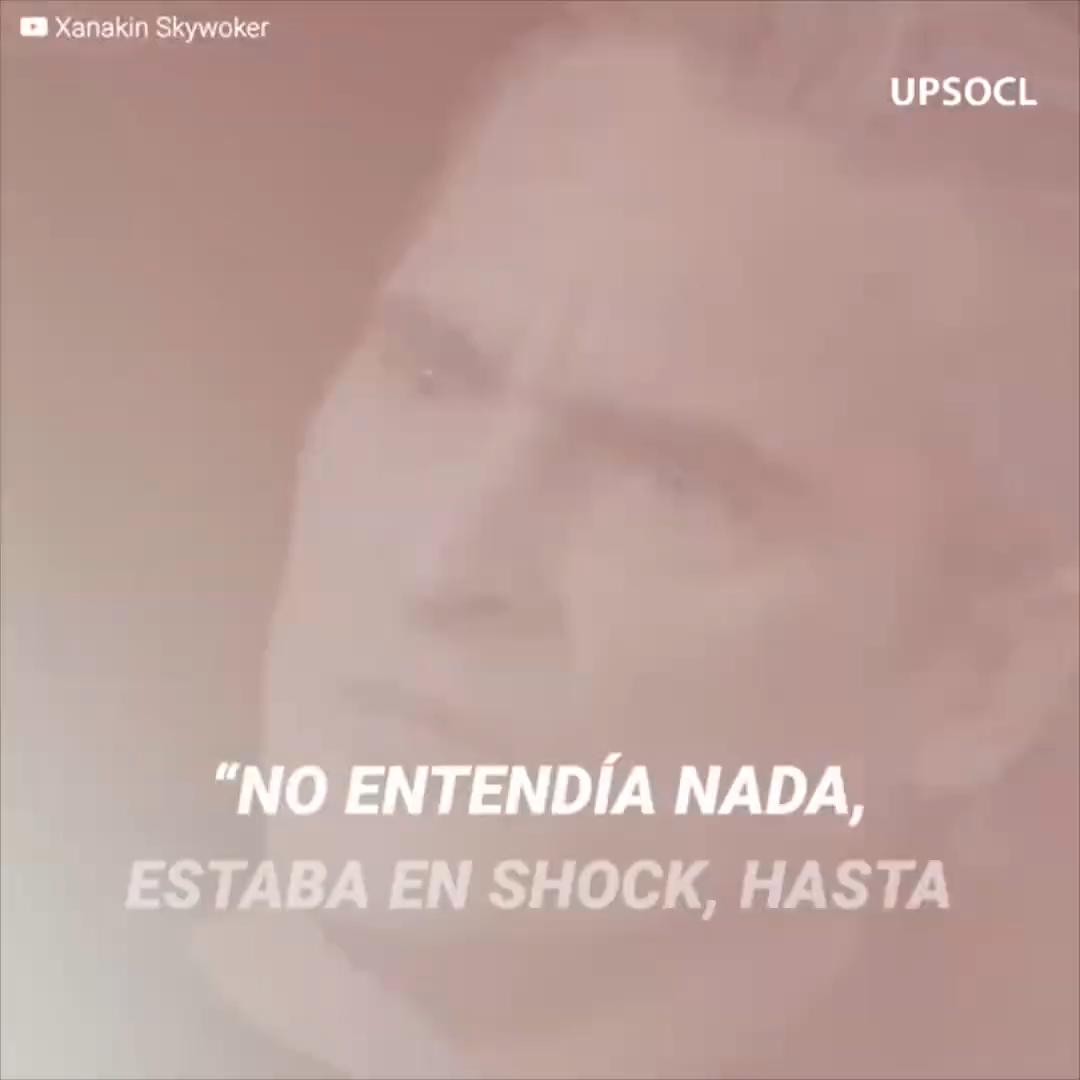 Xanakin Skywoker
UPSOCL
“NO ENTENDÍA NADA,
ESTABA EN SHOCK, HASTA